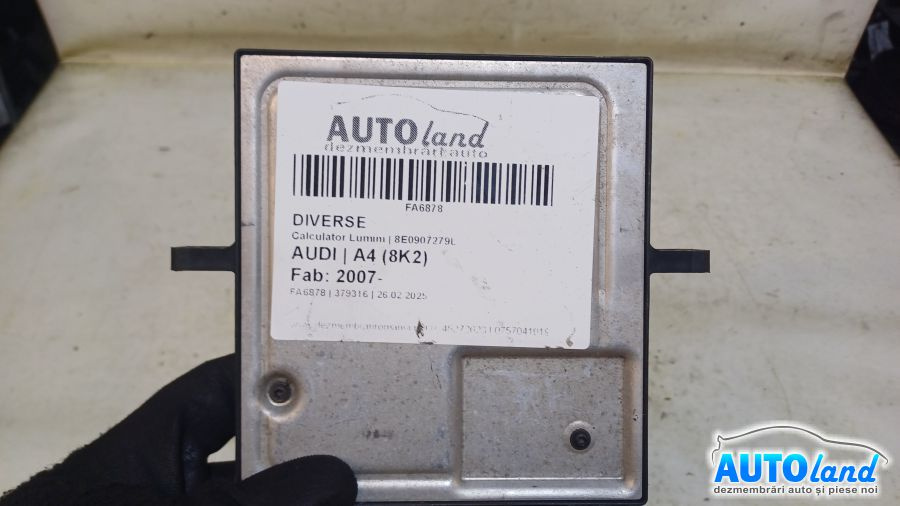 AUTOland
dezmembrări auto
FA6878
DIVERSE
Calculator Lumini | 8E0907279L
AUDI | A4 (8K2)
Fab: 2007-
FA6878 | 379316 | 26.02.2025
AUTOland
dezmembrări auto și piese noi